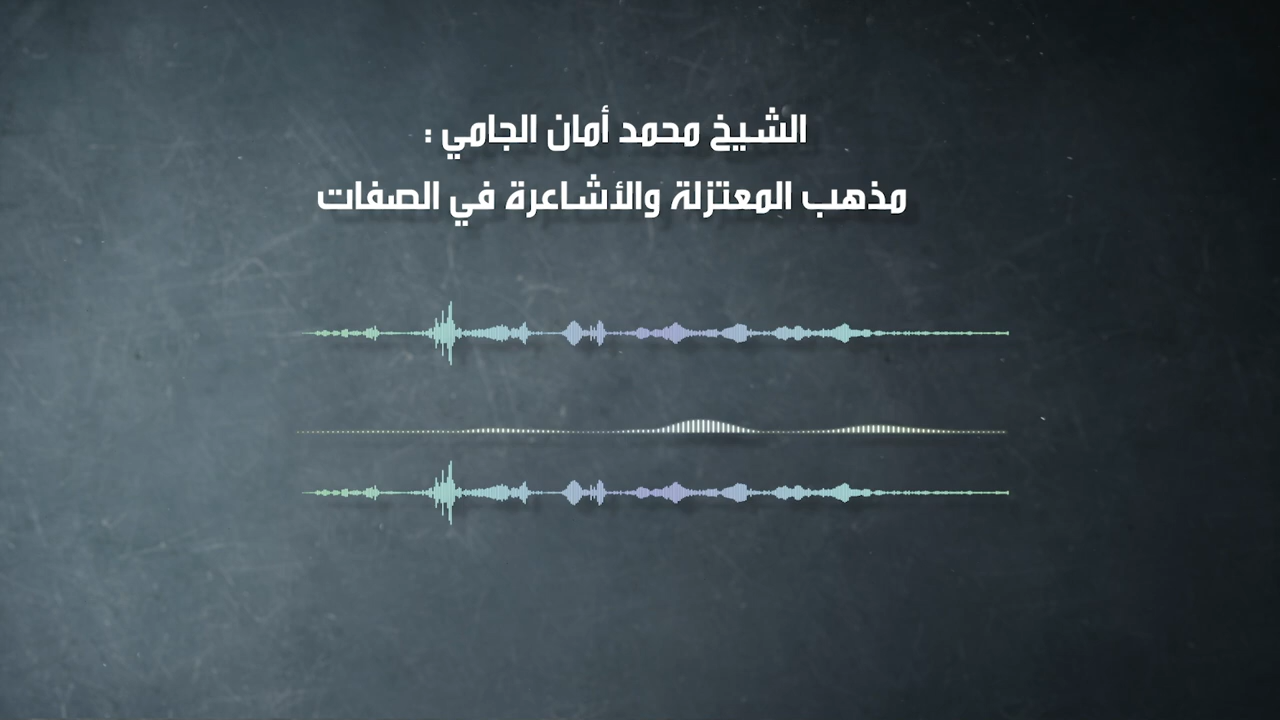 الشيخ محمد أمان الجامي :
مذهب المعتزلة والأشاعرة في الصفات